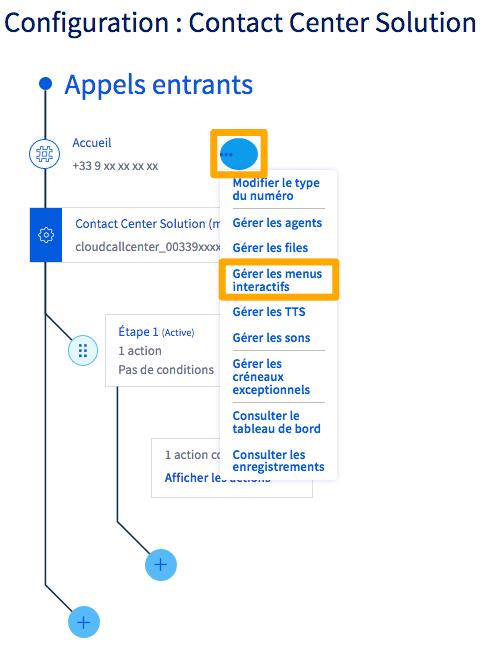 Configuration : Contact Center Solution
Appels entrants
Accueil
+33 9 xx xx xx xx
Modifier le type
du numéro
Contact Center Solution (m
cloudcallcenter_00339xxxx
Gérer les agents
Gérer les files
Gérer les menus
interactifs
Gérer les TTS
Gérer les sons
Étape 1 (Active)
1 action
Pas de conditions
Gérer les
créneaux
exceptionnels
Consulter le
tableau de bord
Consulter les
enregistrements
1 action co
Afficher les actions